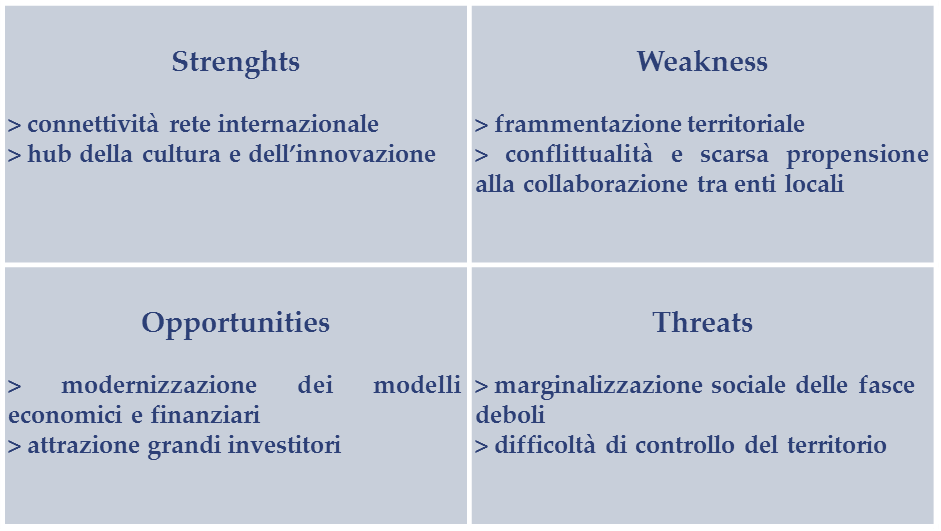 Strenghts
> connettività rete internazionale
> hub della cultura e dell’innovazione
Weakness
> frammentazione territoriale
> conflittualità e scarsa propensione
alla collaborazione tra enti locali
Opportunities
> modernizzazione dei modelli
economici e finanziari
> attrazione grandi investitori
Threats
> marginalizzazione sociale delle fasce
deboli
> difficoltà di controllo del territorio